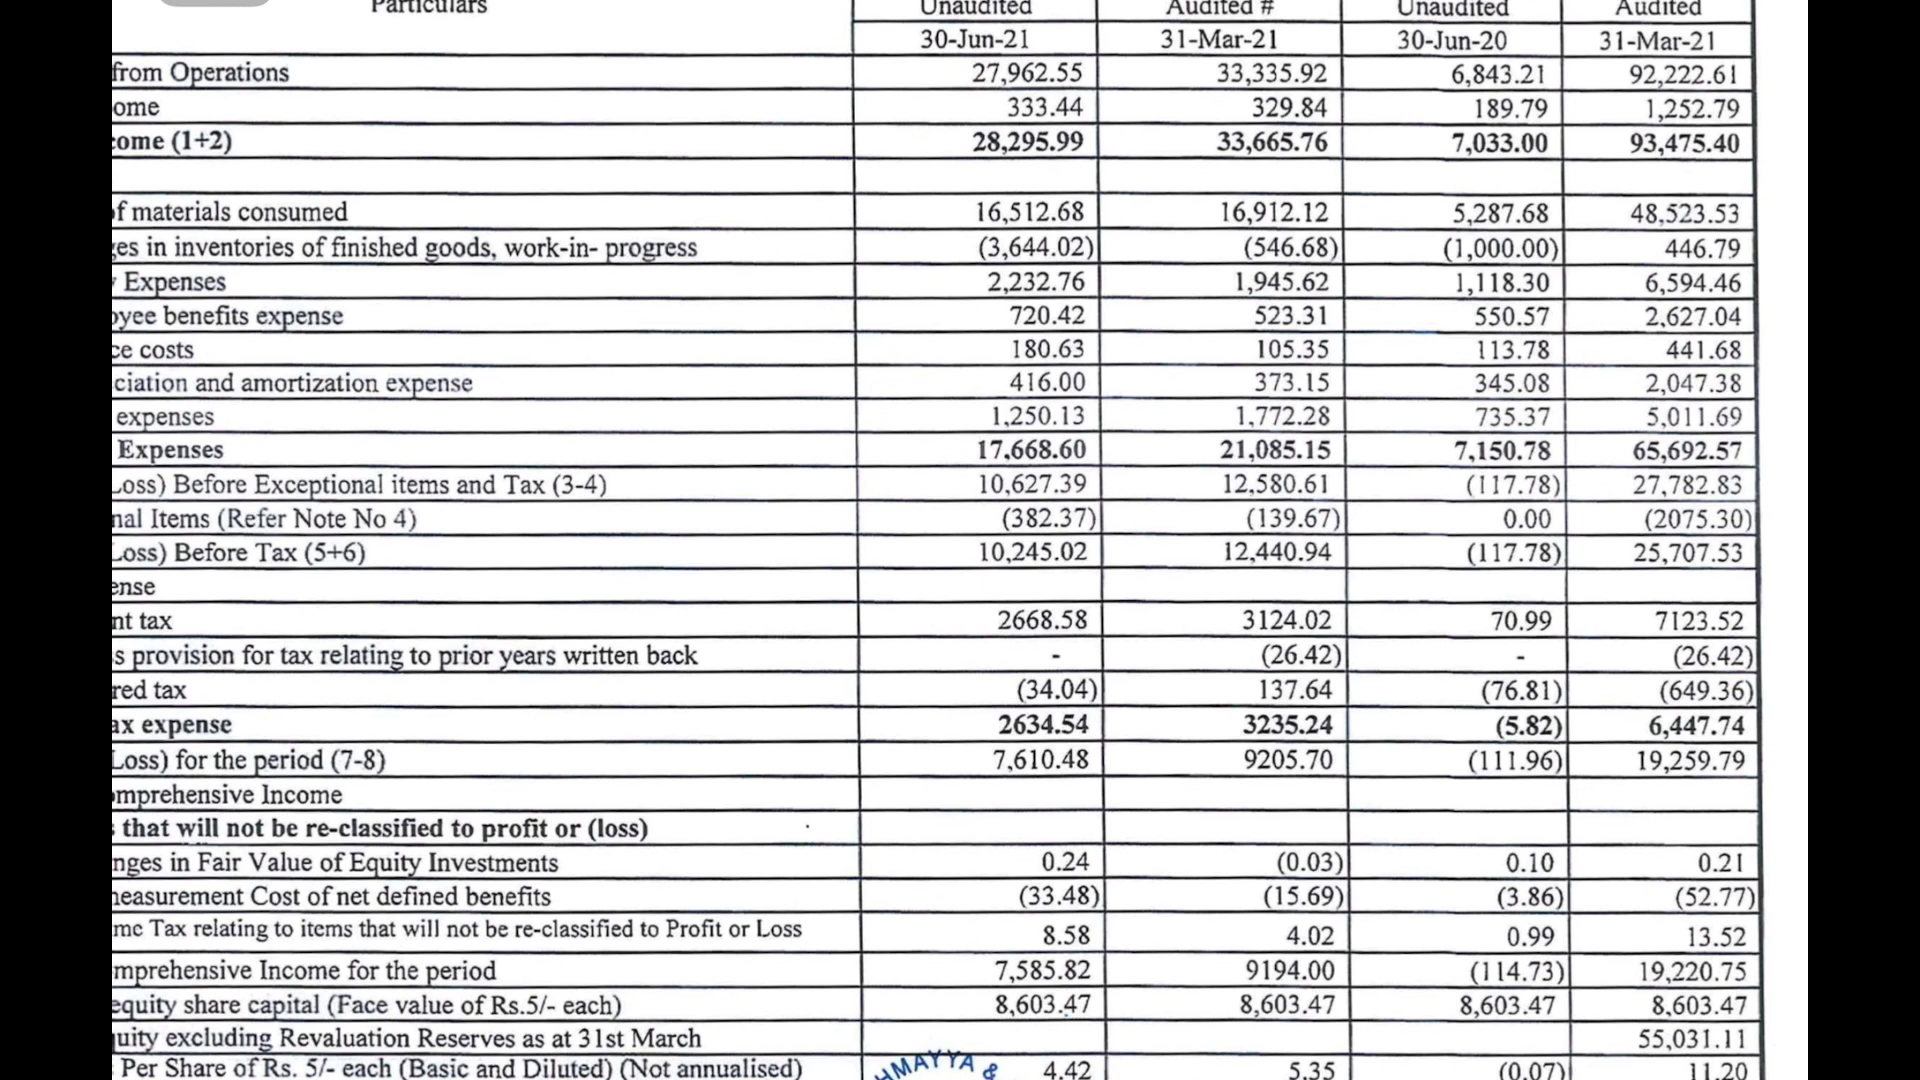 Particulars Unaudited Audited # Unaudited Audited
30-Jun-21 31-Mar-21 30-Jun-20 31-Mar-21
from Operations 27,962.55 33,335.92 6,843.21 92,222.61
ome 333.44 329.84 189.79 1,252.79
come (1+2) 28,295.99 33,665.76 7,033.00 93,475.40
f materials consumed 16,512.68 16,912.12 5,287.68 48,523.53
ges in inventories of finished goods, work-in- progress (3,644.02) (546.68) (1,000.00) 446.79
Expenses 2,232.76 1,945.62 1,118.30 6,594.46
oyee benefits expense 720.42 523.31 550.57 2,627.04
ce costs 180.63 105.35 113.78 441.68
ciation and amortization expense 416.00 373.15 345.08 2,047.38
expenses 1,250.13 1,772.28 735.37 5,011.69
Expenses 17,668.60 21,085.15 7,150.78 65,692.57
Loss) Before Exceptional items and Tax (3-4) 10,627.39 12,580.61 (117.78) 27,782.83
nal Items (Refer Note No 4) (382.37) (139.67) 0.00 (2075.30)
Loss) Before Tax (5+6) 10,245.02 12,440.94 (117.78) 25,707.53
ense
nt tax 2668.58 3124.02 70.99 7123.52
s provision for tax relating to prior years written back - (26.42) - (26.42)
red tax (34.04) 137.64 (76.81) (649.36)
ax expense 2634.54 3235.24 (5.82) 6,447.74
Loss) for the period (7-8) 7,610.48 9205.70 (111.96) 19,259.79
omprehensive Income
s that will not be re-classified to profit or (loss)
nges in Fair Value of Equity Investments 0.24 (0.03) 0.10 0.21
measurement Cost of net defined benefits (33.48) (15.69) (3.86) (52.77)
me Tax relating to items that will not be re-classified to Profit or Loss 8.58 4.02 0.99 13.52
mprehensive Income for the period 7,585.82 9194.00 (114.73) 19,220.75
equity share capital (Face value of Rs.5/- each) 8,603.47 8,603.47 8,603.47 8,603.47
uity excluding Revaluation Reserves as at 31st March 55,031.11
Per Share of Rs. 5/- each (Basic and Diluted) (Not annualised) 4.42 5.35 (0.07) 11.20
HMAYYA &